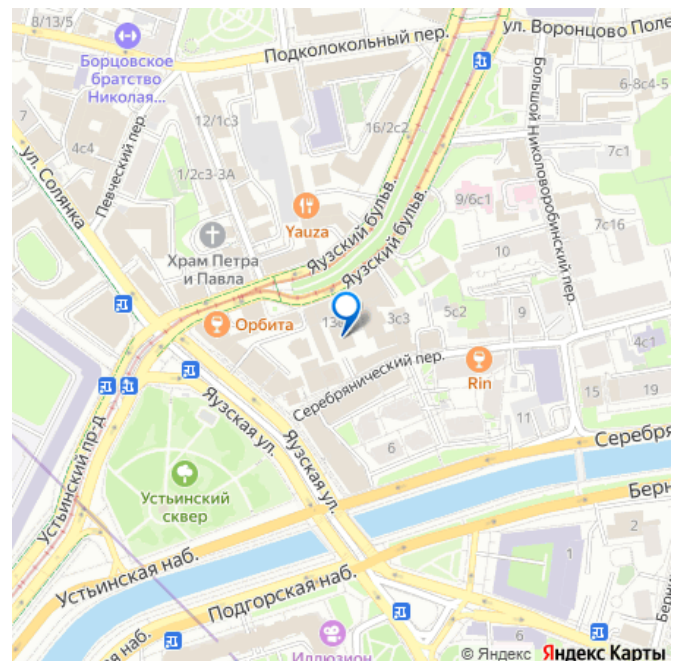 8/13/5
Борцовское
братство
Николая...
Подколокольный пер.
ул. Воронцово Поле
7
4с4
Певческий пер.
12/1с3
16/2с2
Большой Николоворобинский пер.
6-8с4-5
7с1
ул. Солянка
1/2с3-3А
Yauza
9/6с1
7с16
Храм Петра
и Павла
Яузский бульв.
Яузский бульв.
10
Орбита
3с3
5с2
9
4с1
Серебрянический пер.
Rin
15
19
11
Яузская ул.
Яузская ул.
6
Серебря
Устьинский пр-д
Устьинский
сквер
Берн
2
1
Устьинская наб.
Подгорская наб.
наб.
Иллюзион
6
Берни
© Яндекс Яндекс Карты